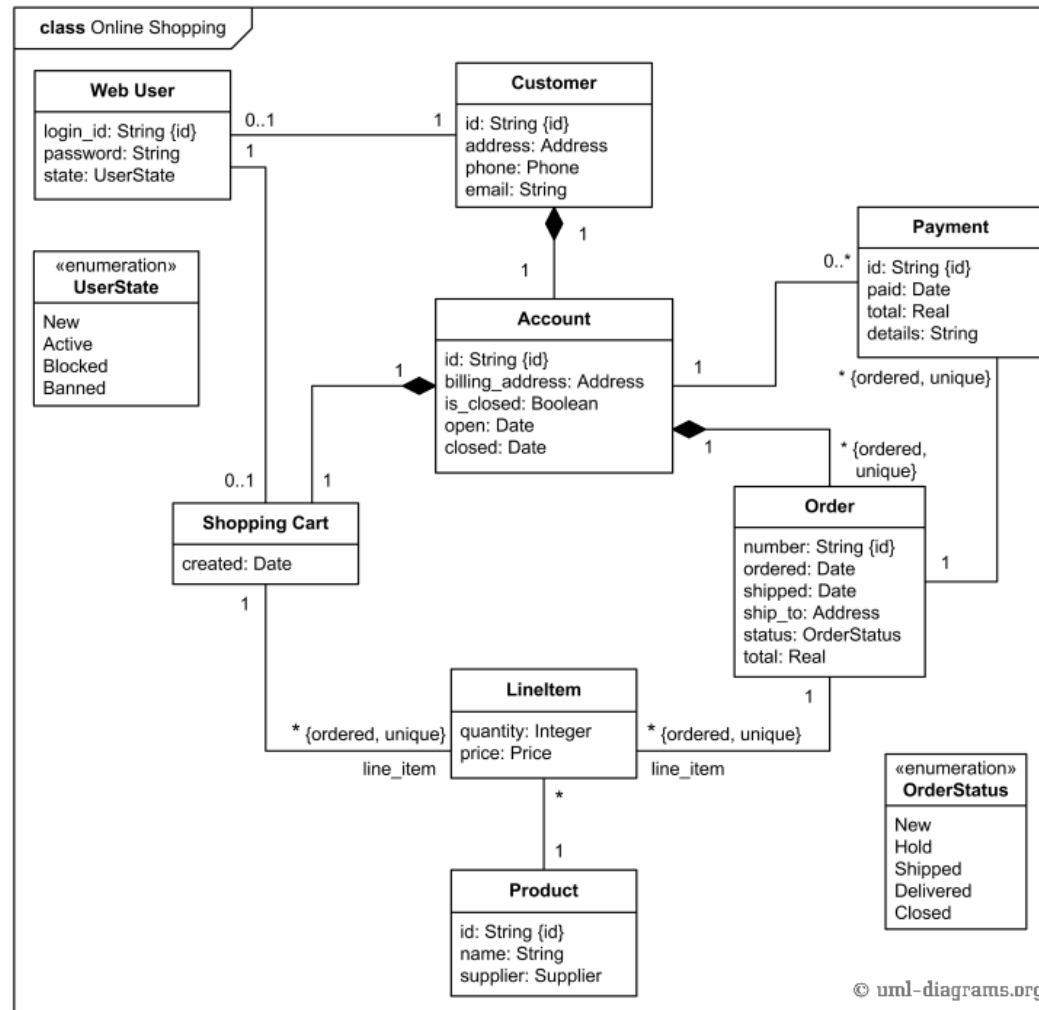 class Online Shopping
Web User
login_id: String {id}
password: String
state: UserState
0..1
1
1
Customer
id: String {id}
address: Address
phone: Phone
email: String
1
1
«enumeration»
UserState
New
Active
Blocked
Banned
Payment
id: String {id}
paid: Date
total: Real
details: String
0..*
* {ordered, unique}
Account
id: String {id}
billing_address: Address
is_closed: Boolean
open: Date
closed: Date
1
1
1
* {ordered,
unique}
0..1
1
Shopping Cart
created: Date
1
Order
number: String {id}
ordered: Date
shipped: Date
ship_to: Address
status: OrderStatus
total: Real
1
1
LineItem
quantity: Integer
price: Price
* {ordered, unique}
line_item
* {ordered, unique}
line_item
*
1
Product
id: String {id}
name: String
supplier: Supplier
«enumeration»
OrderStatus
New
Hold
Shipped
Delivered
Closed
© uml-diagrams.org